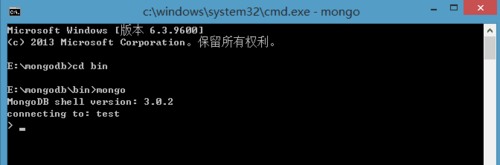 c:\windows\system32\cmd.exe - mongo
Microsoft Windows [版本 6.3.9600]
(c) 2013 Microsoft Corporation。保留所有权利。
E:\mongodb>cd bin
E:\mongodb\bin>mongo
MongoDB shell version: 3.0.2
connecting to: test
> _